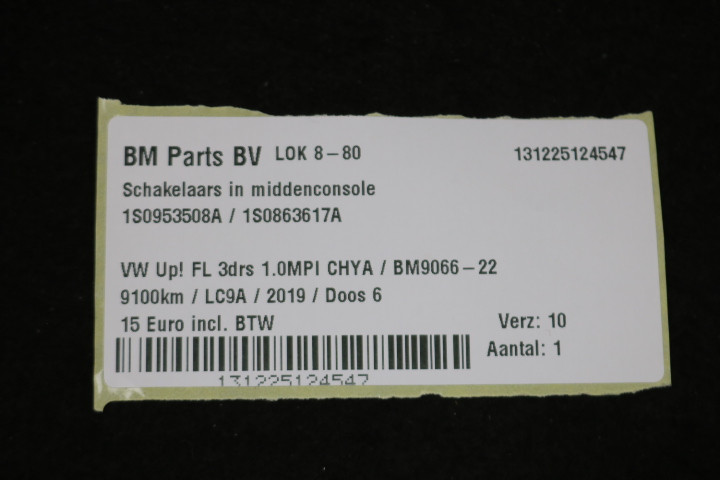 BM Parts BV LOK 8-80 131225124547
Schakelaars in middenconsole
1S0953508A / 1S0863617A
VW Up! FL 3drs 1.0MPI CHYA / BM9066-22
9100km / LC9A / 2019 / Doos 6
15 Euro incl. BTW Verz: 10
Aantal: 1
131225124547